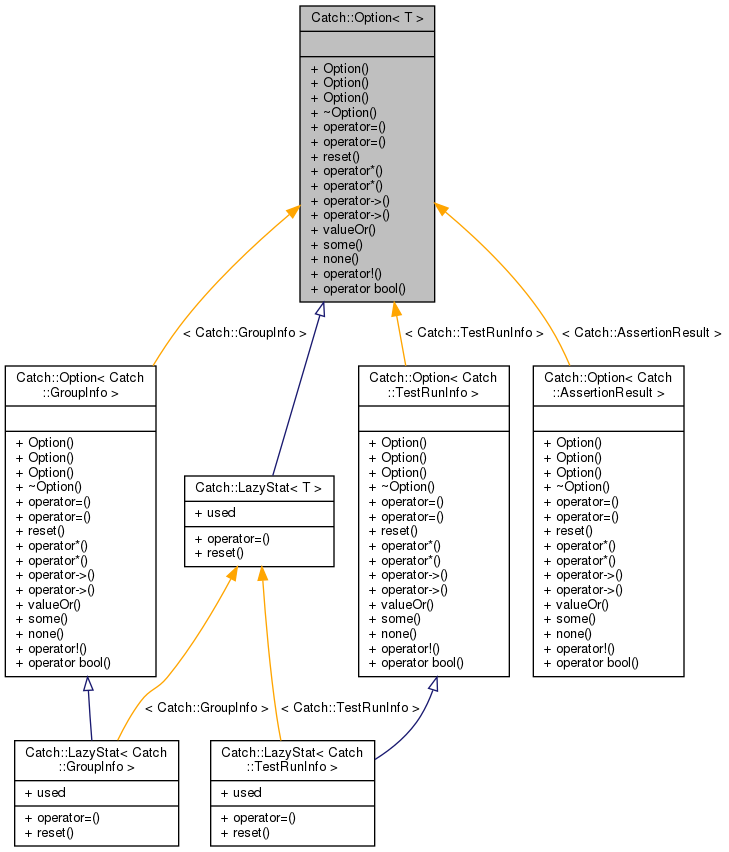 Catch::Option< T >
+ Option()
+ Option()
+ Option()
+ ~Option()
+ operator=()
+ operator=()
+ reset()
+ operator*()
+ operator*()
+ operator->()
+ operator->()
+ valueOr()
+ some()
+ none()
+ operator!()
+ operator bool()
< Catch::GroupInfo >
< Catch::TestRunInfo >
< Catch::AssertionResult >
Catch::Option< Catch
::GroupInfo >
+ Option()
+ Option()
+ Option()
+ ~Option()
+ operator=()
+ operator=()
+ reset()
+ operator*()
+ operator*()
+ operator->()
+ operator->()
+ valueOr()
+ some()
+ none()
+ operator!()
+ operator bool()
Catch::LazyStat< T >
+ used
+ operator=()
+ reset()
Catch::Option< Catch
::TestRunInfo >
+ Option()
+ Option()
+ Option()
+ ~Option()
+ operator=()
+ operator=()
+ reset()
+ operator*()
+ operator*()
+ operator->()
+ operator->()
+ valueOr()
+ some()
+ none()
+ operator!()
+ operator bool()
Catch::Option< Catch
::AssertionResult >
+ Option()
+ Option()
+ Option()
+ ~Option()
+ operator=()
+ operator=()
+ reset()
+ operator*()
+ operator*()
+ operator->()
+ operator->()
+ valueOr()
+ some()
+ none()
+ operator!()
+ operator bool()
< Catch::GroupInfo >
< Catch::TestRunInfo >
Catch::LazyStat< Catch
::GroupInfo >
+ used
+ operator=()
+ reset()
Catch::LazyStat< Catch
::TestRunInfo >
+ used
+ operator=()
+ reset()